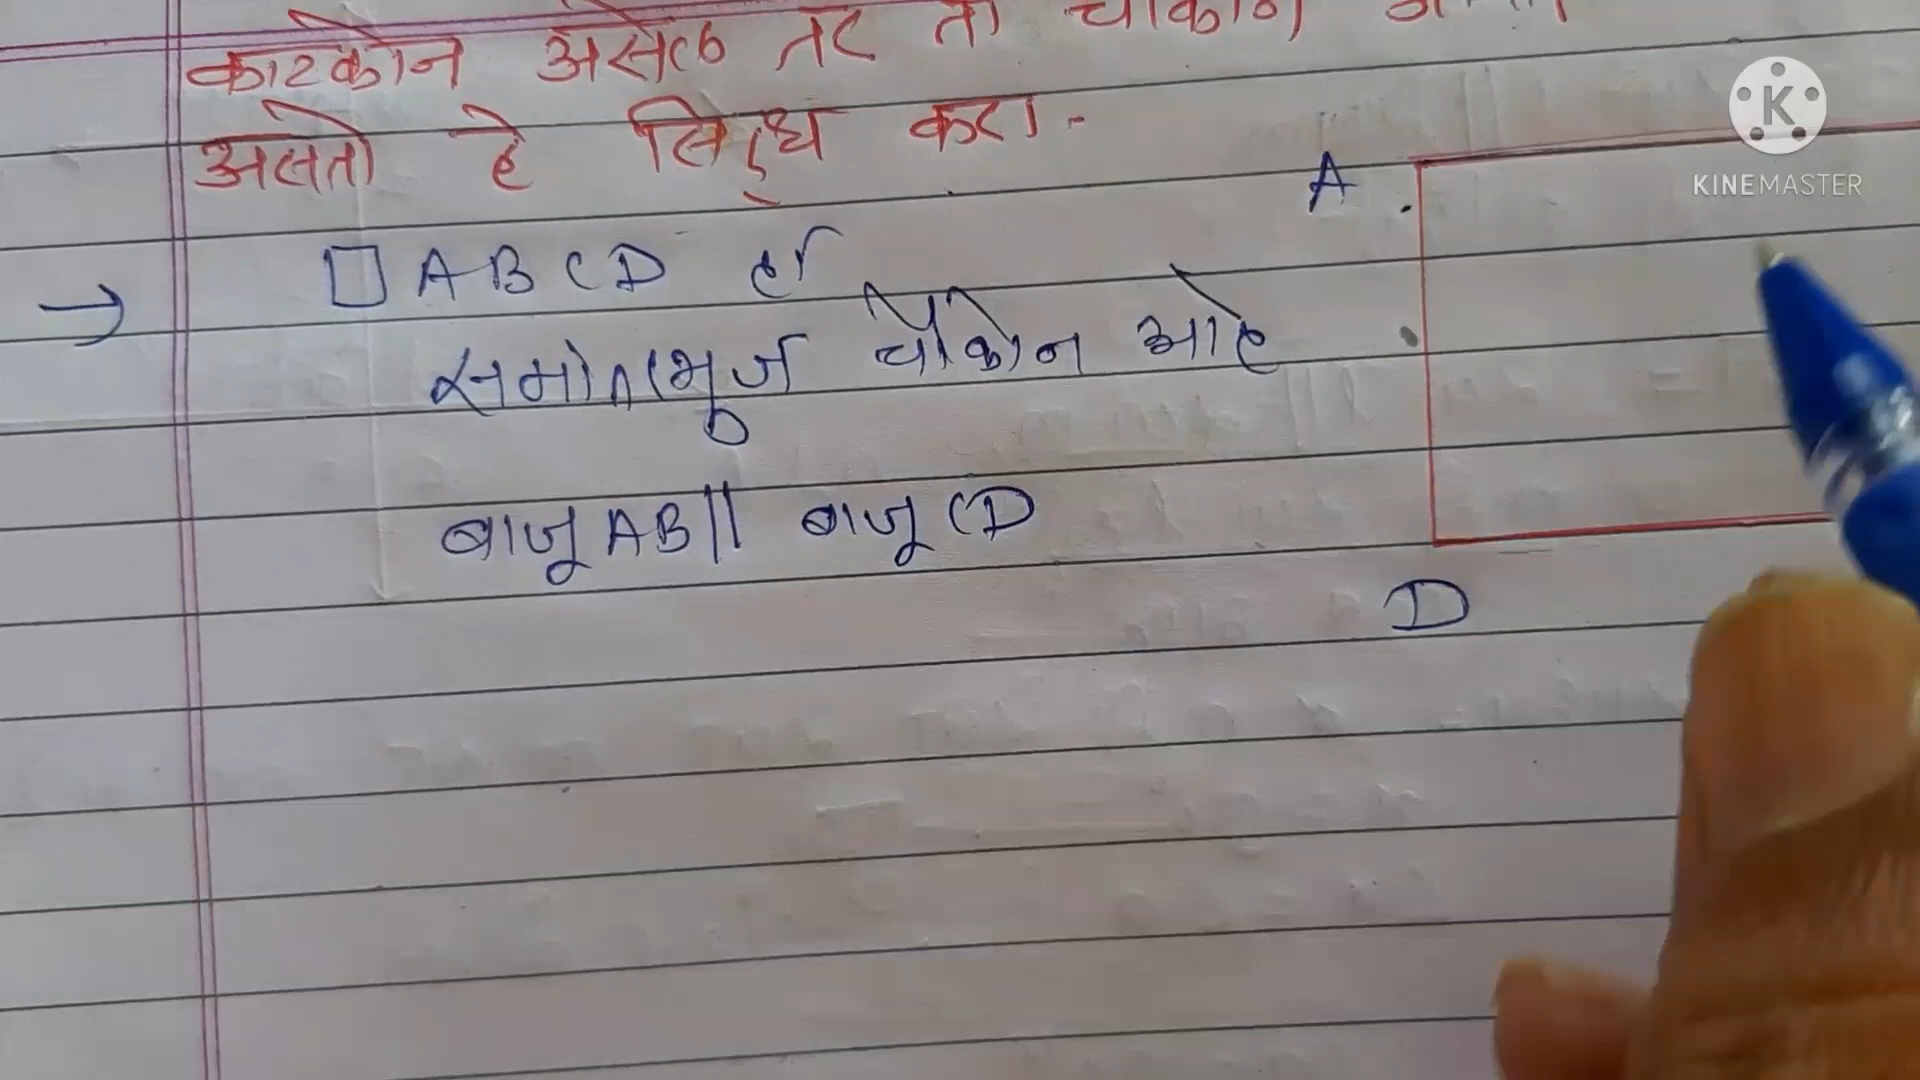 काटकोन असेल तर तो चौकोन
असतो हे सिद्ध करा.
□ABCD हा
समांतरभुज चौकोन आहे
बाजू AB || बाजू CD
A
D
K
KINEMASTER